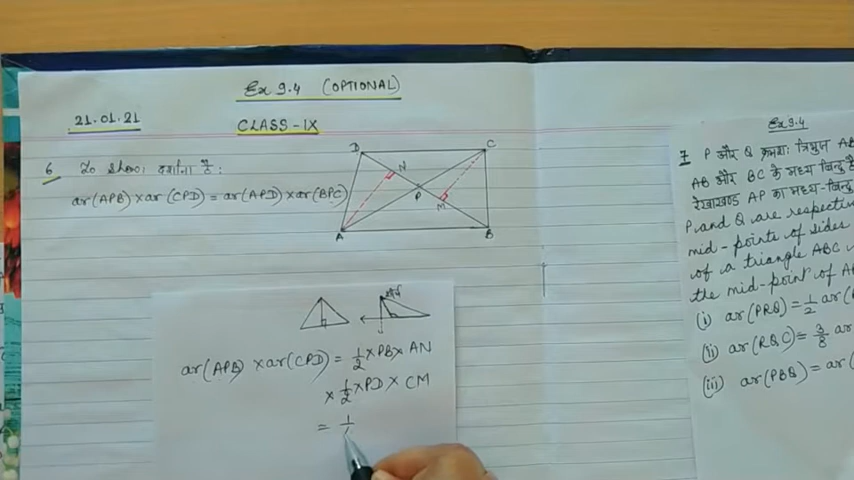 Ex 9.4 (OPTIONAL)
21.01.21
CLASS-IX
6 To show दर्शाना है:
ar(APB) × ar(CPD) = ar(APD) × ar(BPC)
D
C
N
P
M
A
B
ar(APB) × ar(CPD) = 1/2 × PB × AN
× 1/2 × PD × CM
= 1/
Ex 9.4
7 P और Q क्रमशः त्रिभुज
AB और BC के मध्य बिन्दु हैं
रेखाखण्ड AP का मध्य-बिन्दु
P and Q are
mid-points of sides
of a triangle ABC
the mid-point of
(i) ar(PRQ) = 1/2 ar(
(ii) ar(RQC) = 3/8 ar
(iii) ar(PBQ) = ar(